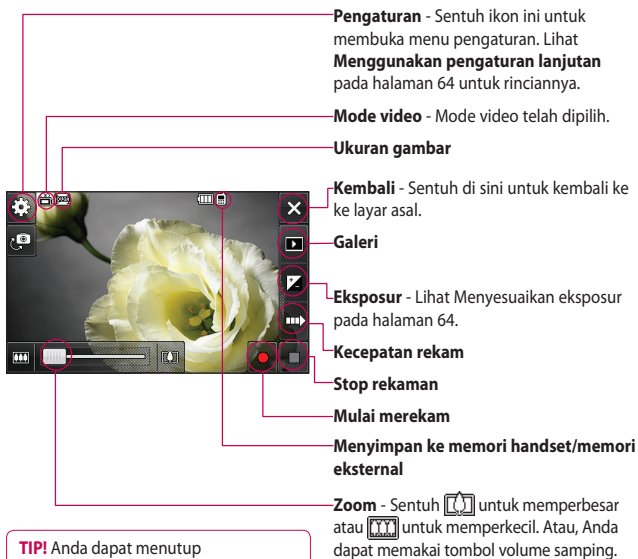 Pengaturan - Sentuh ikon ini untuk
membuka menu pengaturan. Lihat
Menggunakan pengaturan lanjutan
pada halaman 64 untuk rinciannya.
Mode video - Mode video telah dipilih.
Ukuran gambar
Kembali - Sentuh di sini untuk kembali ke
ke layar asal.
Galeri
Eksposur - Lihat Menyesuaikan eksposur
pada halaman 64.
Kecepatan rekam
Stop rekaman
Mulai merekam
Menyimpan ke memori handset/memori
eksternal
Zoom - Sentuh untuk memperbesar
atau untuk memperkecil. Atau, Anda
dapat memakai tombol volume samping.
TIP! Anda dapat menutup